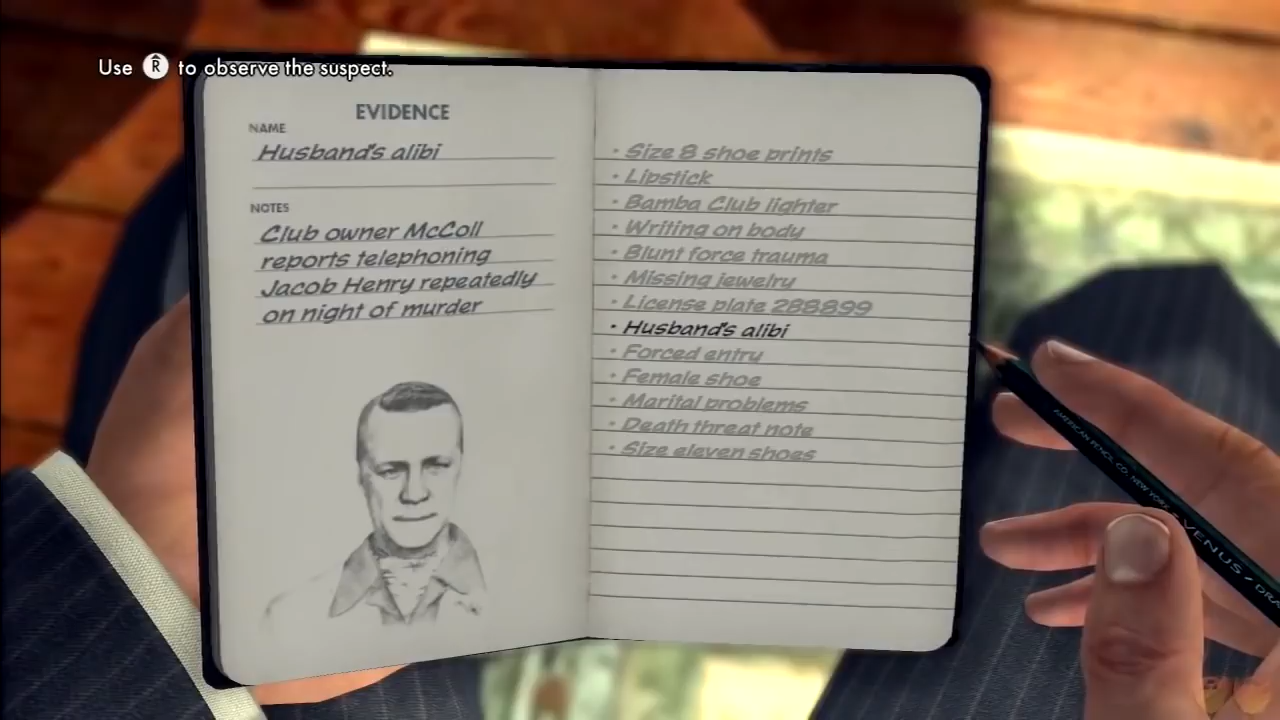 Use R to observe the suspect.
EVIDENCE
NAME
Husband's alibi
NOTES
Club owner McColl
reports telephoning
Jacob Henry repeatedly
on night of murder
• Size 8 shoe prints
• Lipstick
• Bamba Club lighter
• Writing on body
• Blunt force trauma
• Missing jewelry
• License plate 288899
• Husband's alibi
• Forced entry
• Female shoe
• Marital problems
• Death threat note
• Size eleven shoes
AMERICAN PENCIL CO. NEW YORK VENUS / DRA